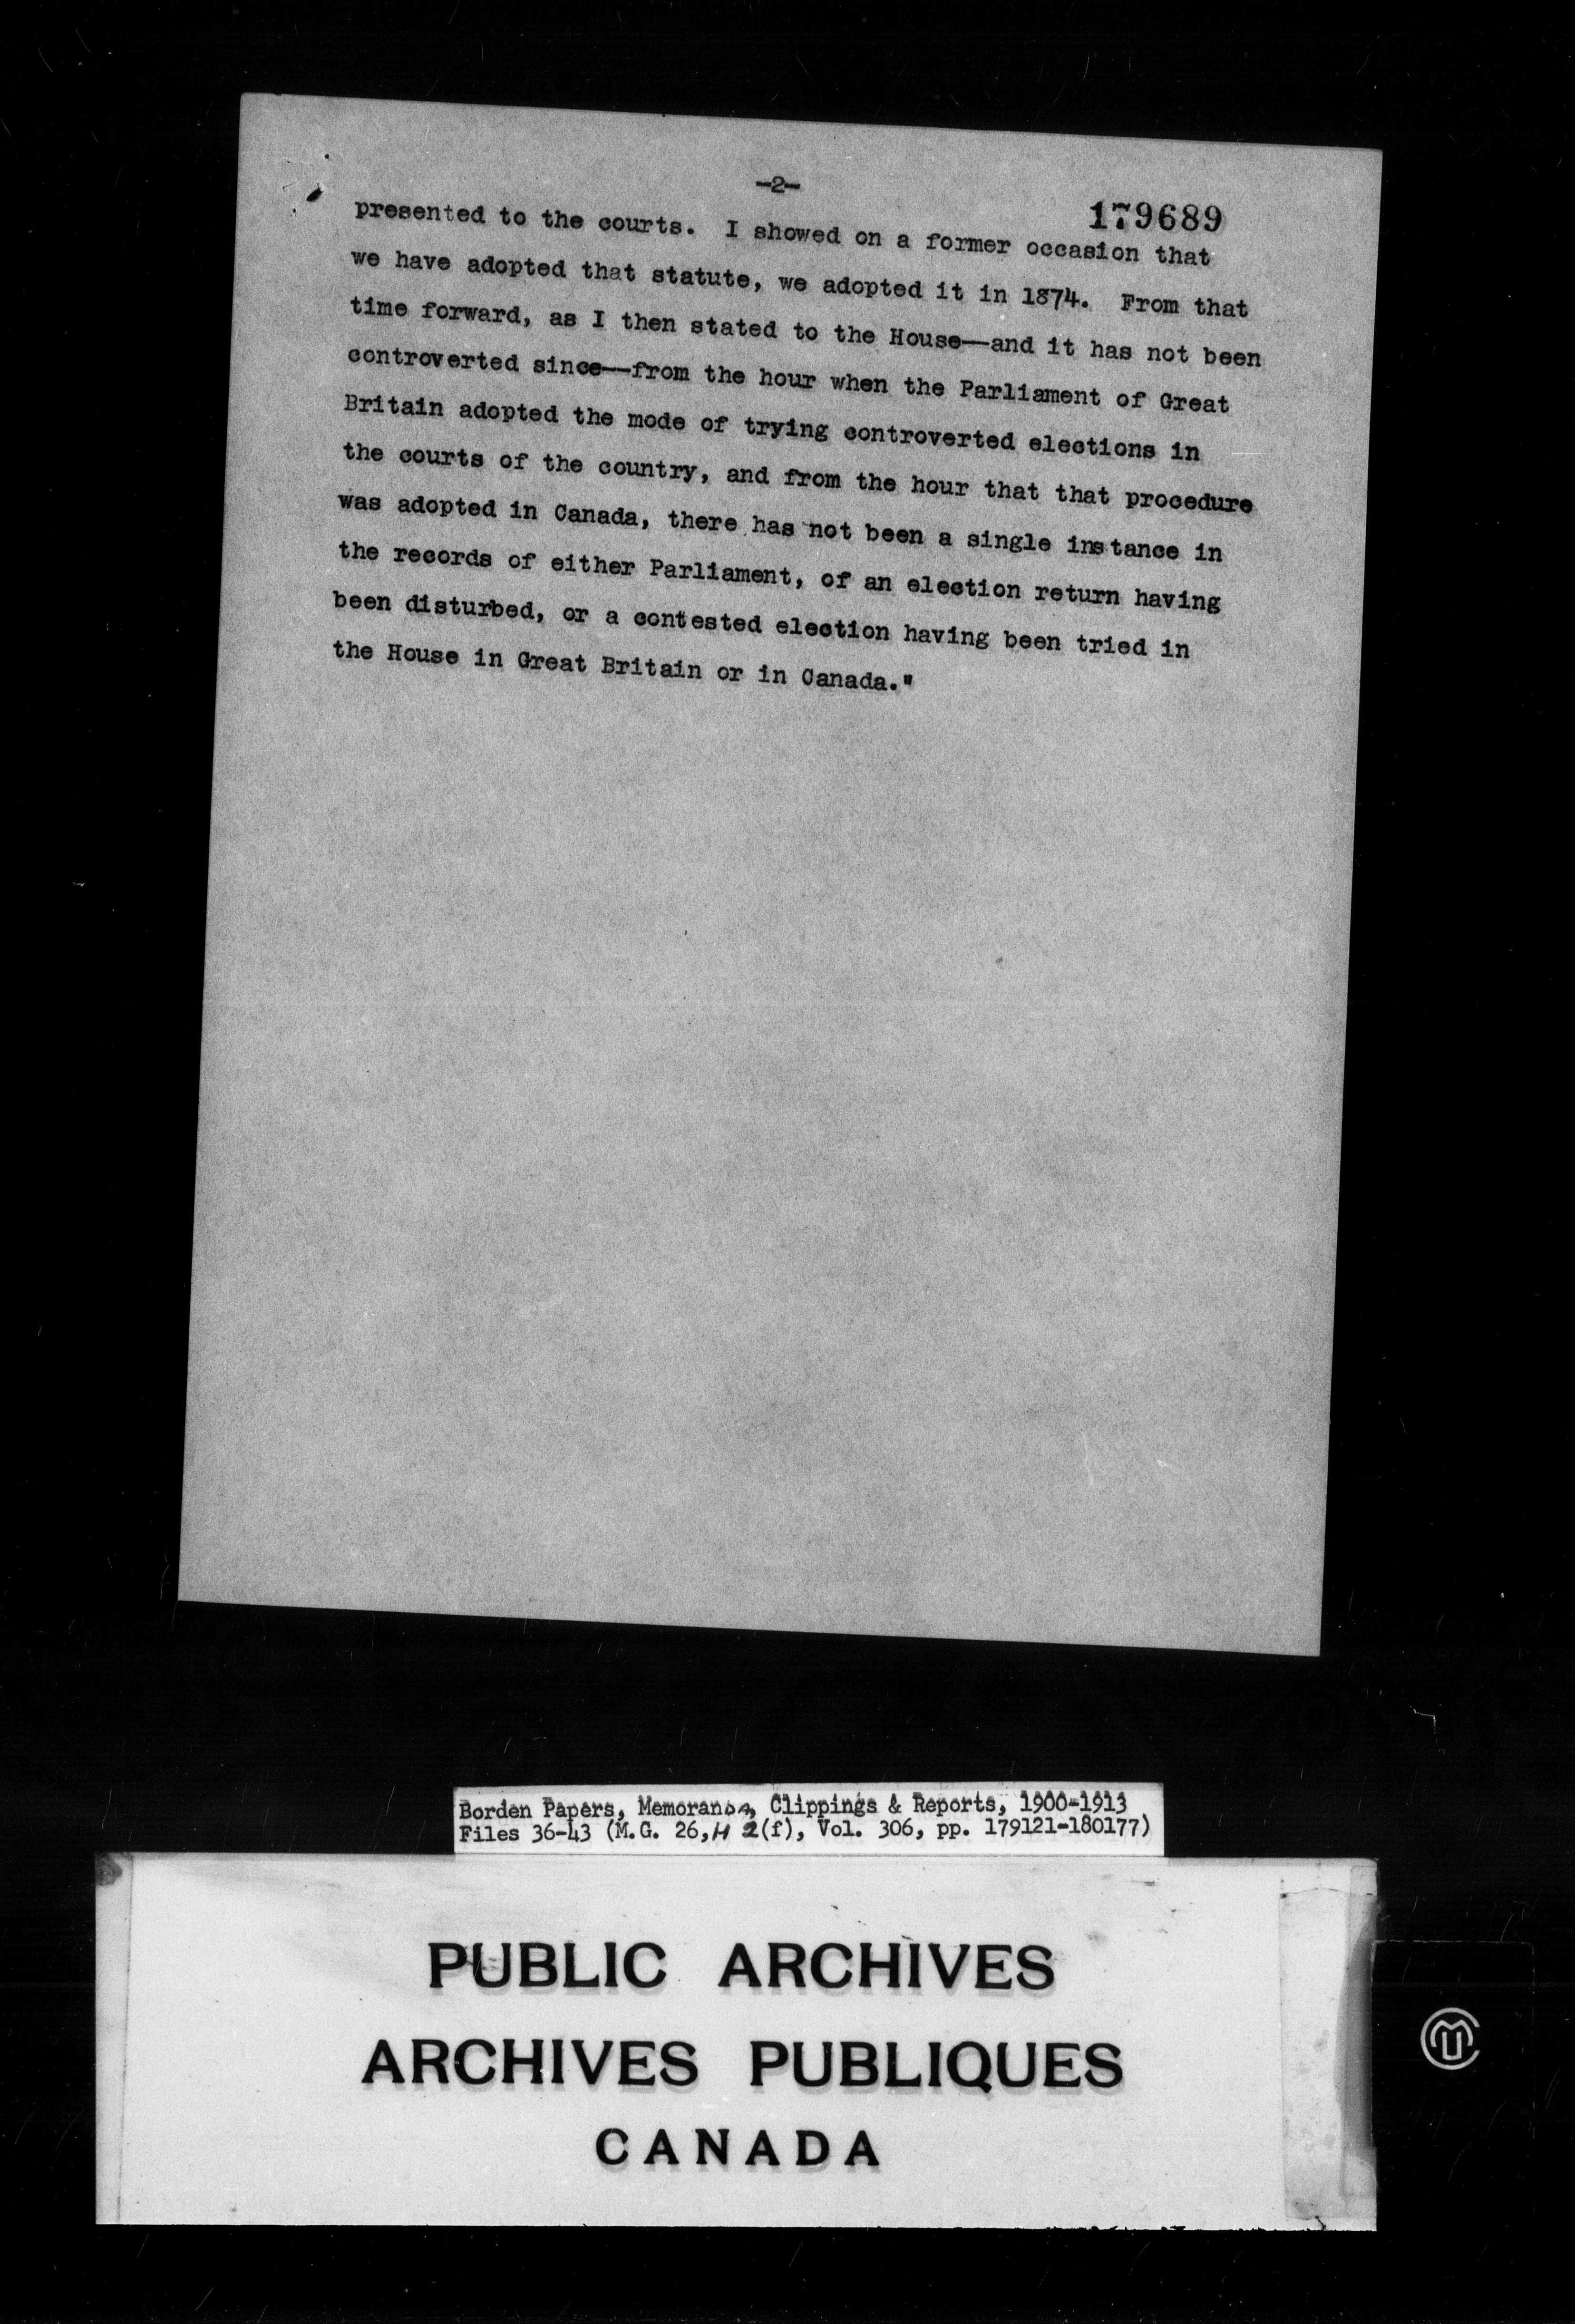 -2-
179689
presented to the courts. I showed on a former occasion that
we have adopted that statute, we adopted it in 1874. From that
time forward, as I then stated to the House--and it has not been
controverted since--from the hour when the Parliament of Great
Britain adopted the mode of trying controverted elections in
the courts of the country, and from the hour that that procedure
was adopted in Canada, there has not been a single instance in
the records of either Parliament, of an election return having
been disturbed, or a contested election having been tried in
the House in Great Britain or in Canada."
Borden Papers, Memoranda, Clippings & Reports, 1900-1913
Files 36-43 (M.G. 26, H 2(f), Vol. 306, pp. 179121-180177)
PUBLIC ARCHIVES
ARCHIVES PUBLIQUES
CANADA